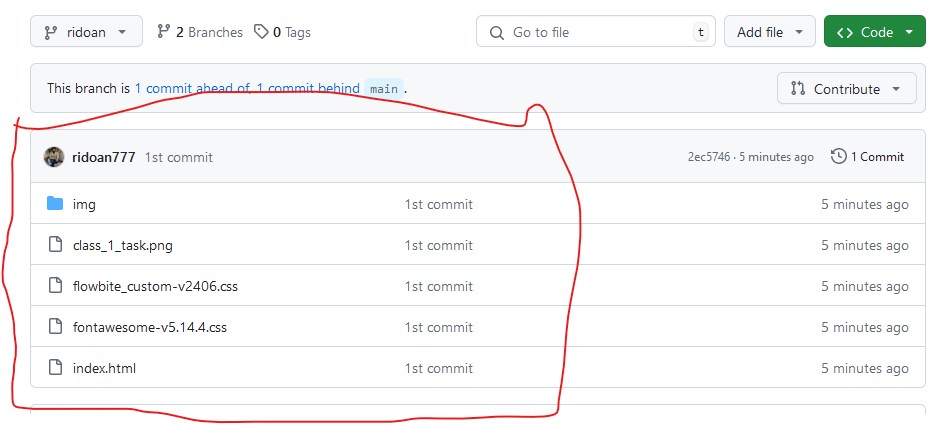 ridoan 2 Branches 0 Tags Go to file t Add file Code
This branch is 1 commit ahead of, 1 commit behind main .
Contribute
ridoan777 1st commit 2ec5746 · 5 minutes ago 1 Commit
img 1st commit 5 minutes ago
class_1_task.png 1st commit 5 minutes ago
flowbite_custom-v2406.css 1st commit 5 minutes ago
fontawesome-v5.14.4.css 1st commit 5 minutes ago
index.html 1st commit 5 minutes ago